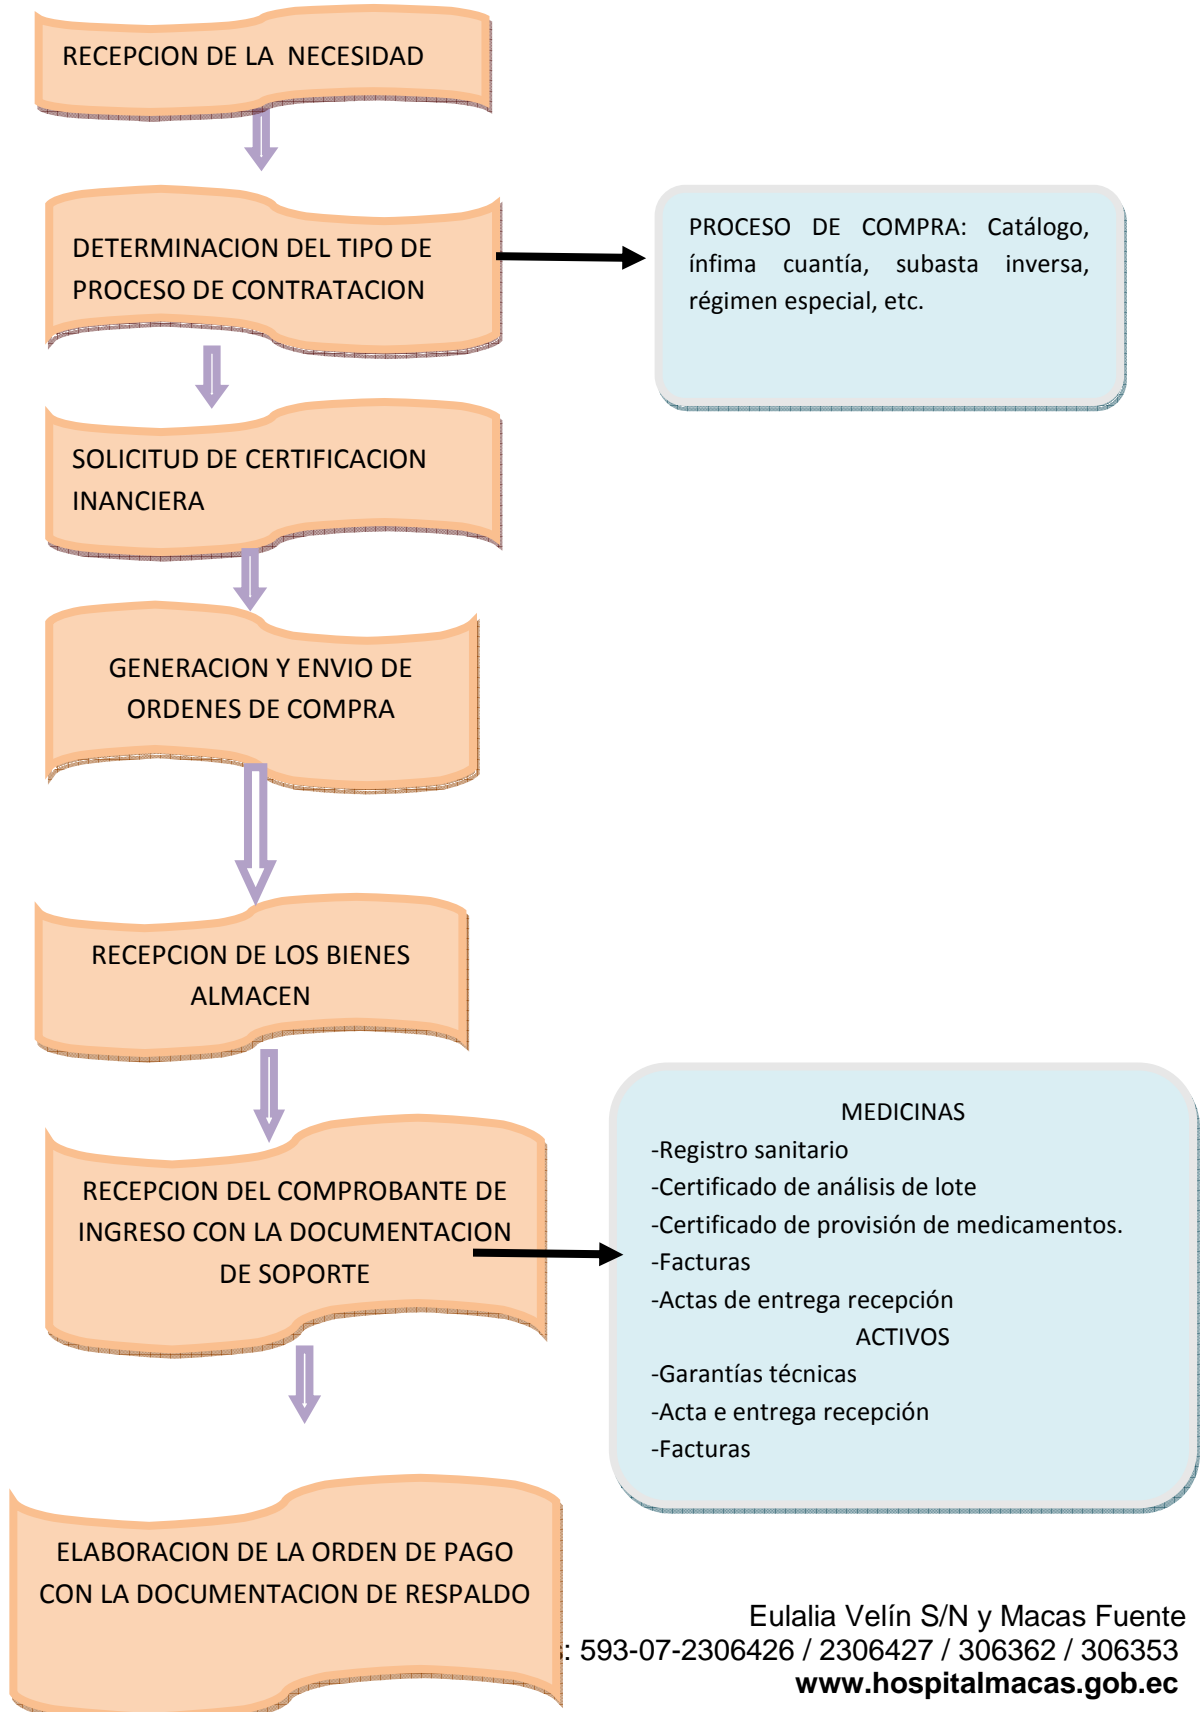 RECEPCION DE LA NECESIDAD
DETERMINACION DEL TIPO DE
PROCESO DE CONTRATACION
PROCESO DE COMPRA: Catálogo,
ínfima cuantía, subasta inversa,
régimen especial, etc.
SOLICITUD DE CERTIFICACION
INANCIERA
GENERACION Y ENVIO DE
ORDENES DE COMPRA
RECEPCION DE LOS BIENES
ALMACEN
RECEPCION DEL COMPROBANTE DE
INGRESO CON LA DOCUMENTACION
DE SOPORTE
MEDICINAS
-Registro sanitario
-Certificado de análisis de lote
-Certificado de provisión de medicamentos.
-Facturas
-Actas de entrega recepción
ACTIVOS
-Garantías técnicas
-Acta e entrega recepción
-Facturas
ELABORACION DE LA ORDEN DE PAGO
CON LA DOCUMENTACION DE RESPALDO
Eulalia Velín S/N y Macas Fuente
: 593-07-2306426 / 2306427 / 306362 / 306353
www.hospitalmacas.gob.ec